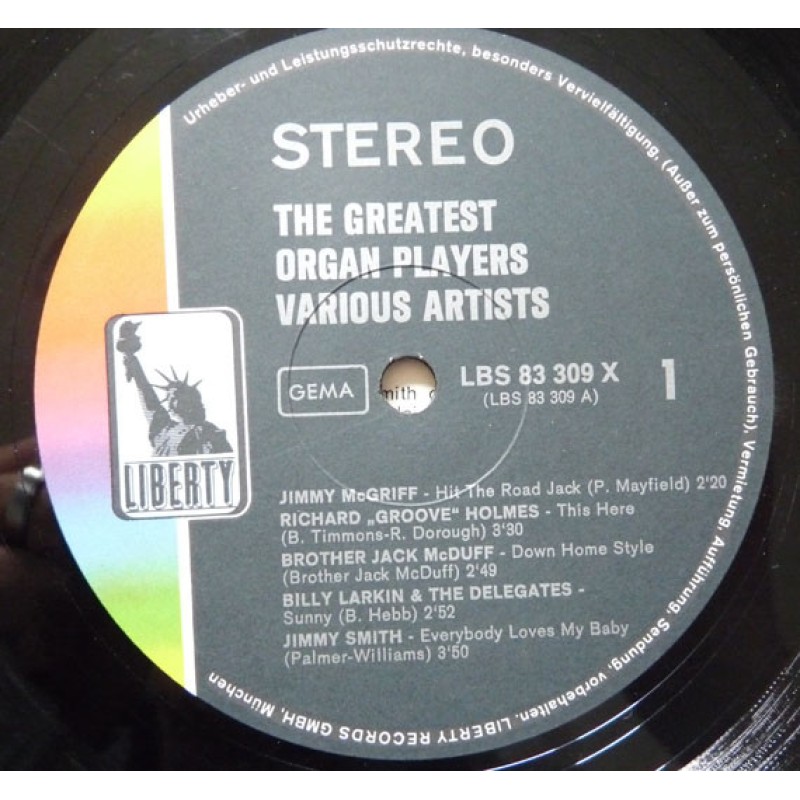 Urheber- und Leistungsschutzrechte, besonders Vervielfältigung, (Außer zum persönlichen Gebrauch). Vermietung, Aufführung, Sendung, vorbehalten. LIBERTY RECORDS GMBH, München
STEREO
THE GREATEST
ORGAN PLAYERS
VARIOUS ARTISTS
LIBERTY
GEMA
mith
LBS 83 309 X
(LBS 83 309 A)
1
JIMMY McGRIFF - Hit The Road Jack (P. Mayfield) 2'20
RICHARD „GROOVE“ HOLMES - This Here
(B. Timmons-R. Dorough) 3'30
BROTHER JACK McDUFF - Down Home Style
(Brother Jack McDuff) 2'49
BILLY LARKIN & THE DELEGATES -
Sunny (B. Hebb) 2'52
JIMMY SMITH - Everybody Loves My Baby
(Palmer-Williams) 3'50